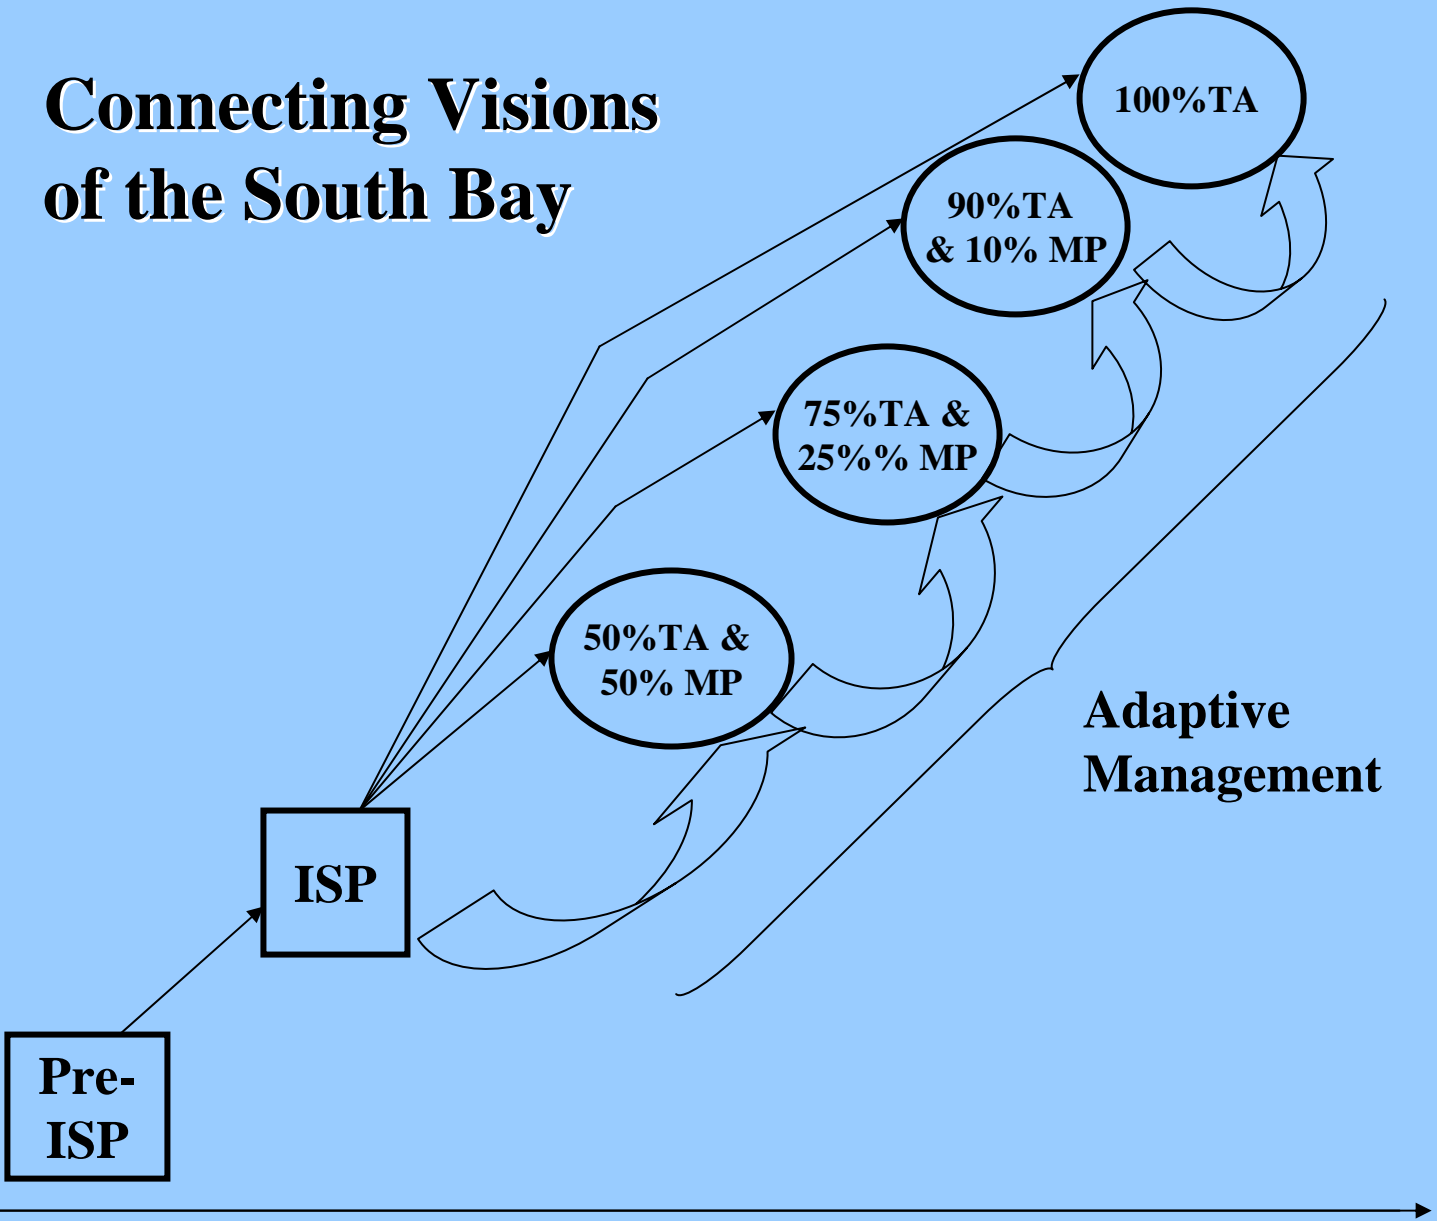 Connecting Visions
of the South Bay
100%TA
90%TA
& 10% MP
75%TA &
25%% MP
50%TA &
50% MP
Adaptive
Management
ISP
Pre-
ISP